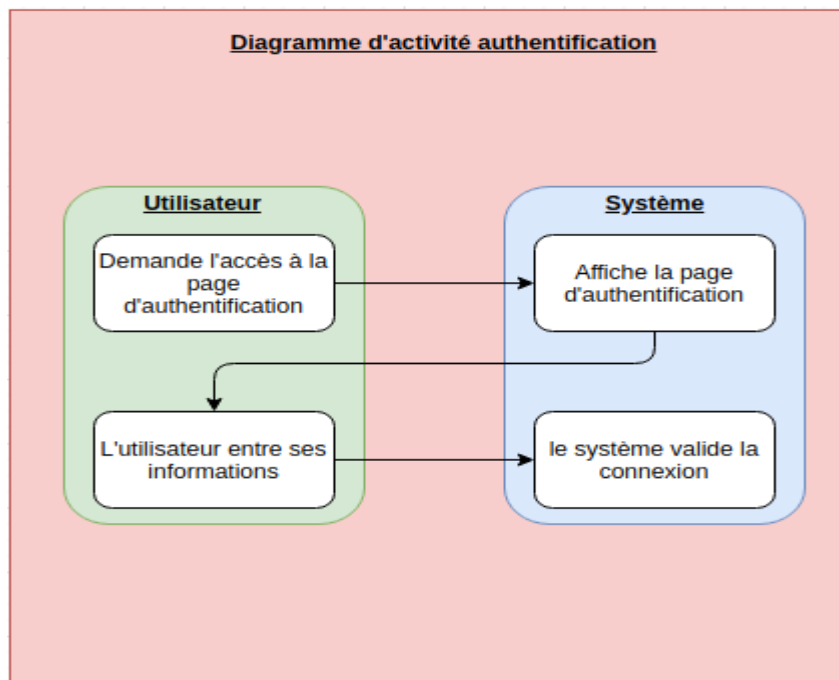 Diagramme d'activité authentification
Utilisateur
Système
Demande l'accès à la
page
d'authentification
Affiche la page
d'authentification
L'utilisateur entre ses
informations
le système valide la
connexion